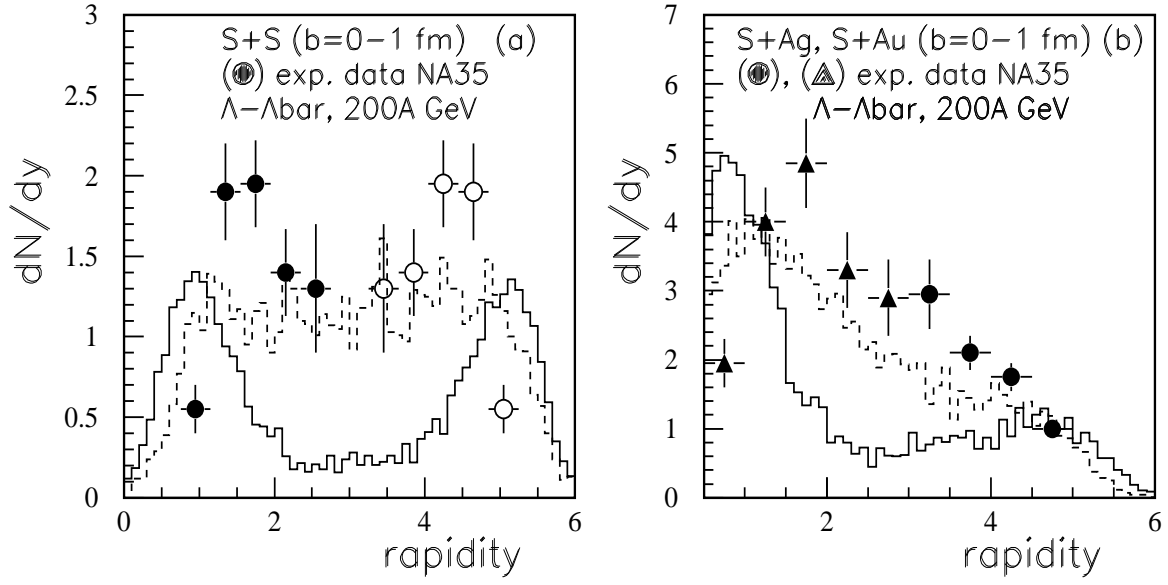 S+S (b=0−1 fm) (a)
(●) exp. data NA35
Λ−Λbar, 200A GeV
dN/dy
3
2.5
2
1.5
1
0.5
0
0 2 4 6
rapidity
S+Ag, S+Au (b=0−1 fm) (b)
(●), (▲) exp. data NA35
Λ−Λbar, 200A GeV
dN/dy
7
6
5
4
3
2
1
0
2 4 6
rapidity